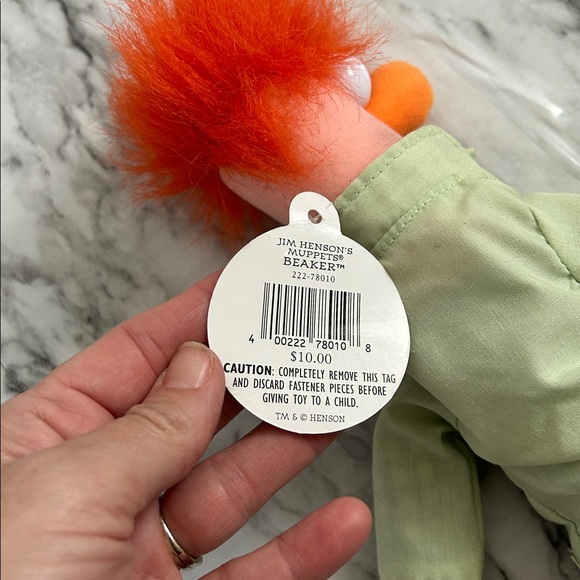 JIM HENSON'S
MUPPETS®
BEAKER™
222-78010
4 00222 78010 8
$10.00
CAUTION: COMPLETELY REMOVE THIS TAG
AND DISCARD FASTENER PIECES BEFORE
GIVING TOY TO A CHILD.
TM & © HENSON